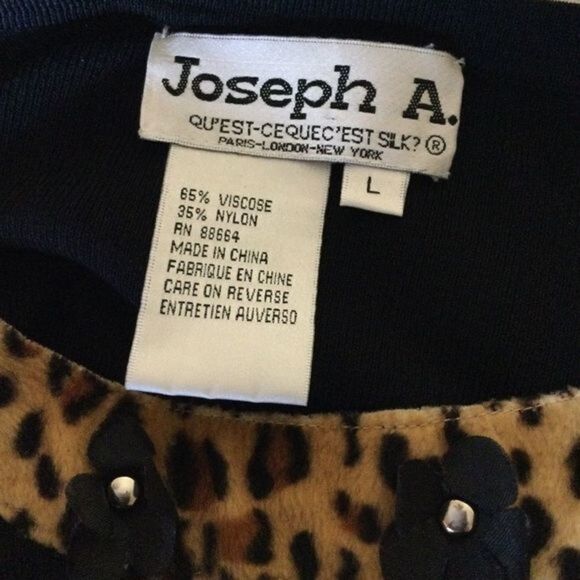 Joseph A.
QU'EST-CEQUEC'EST SILK? ®
PARIS-LONDON-NEW YORK
L
65% VISCOSE
35% NYLON
RN 88664
MADE IN CHINA
FABRIQUE EN CHINE
CARE ON REVERSE
ENTRETIEN AUVERSO